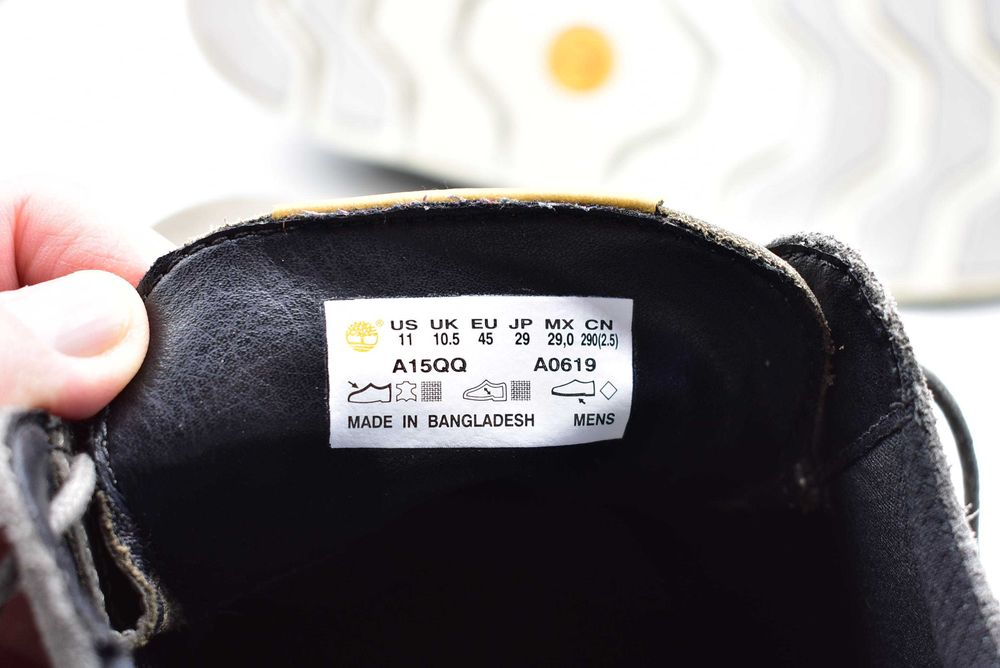 ® US UK EU JP MX CN
11 10.5 45 29 29,0 290(2.5)
A15QQ A0619
MADE IN BANGLADESH MENS